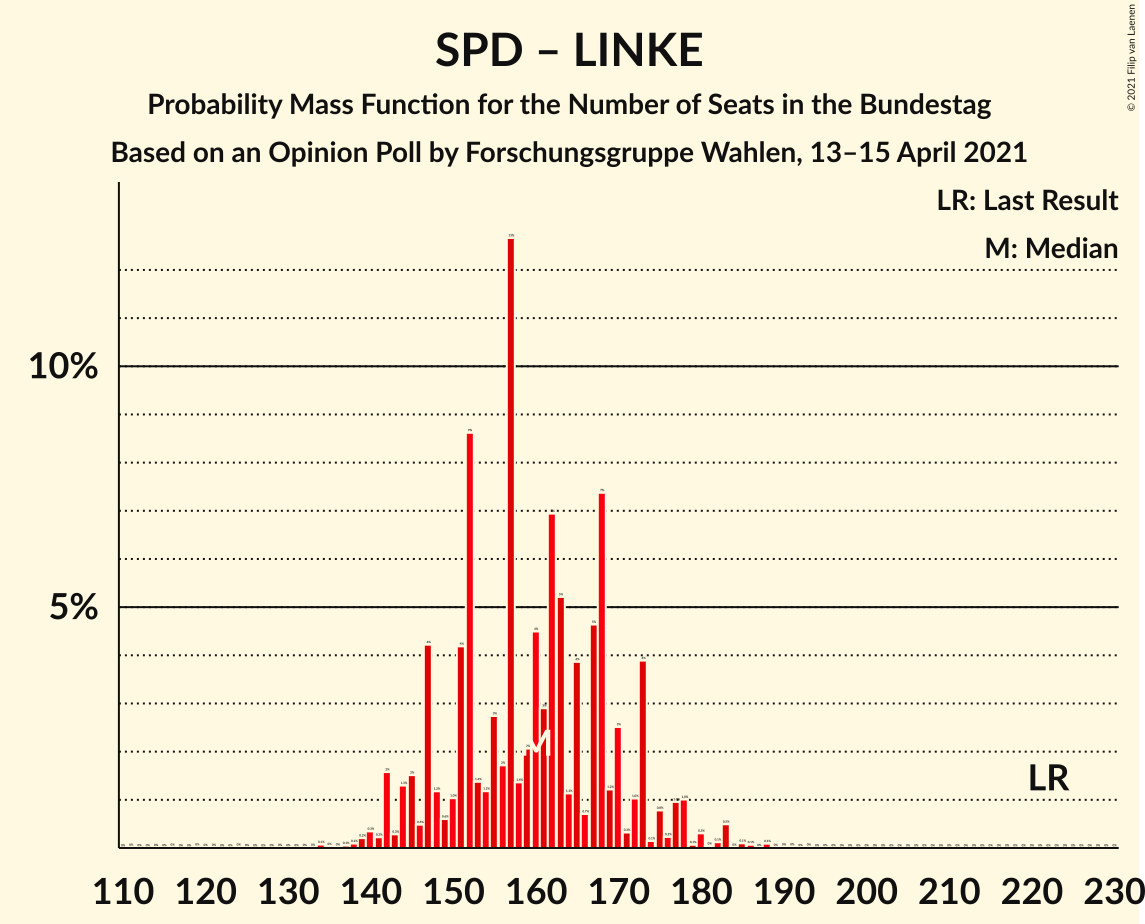 SPD – LINKE
Probability Mass Function for the Number of Seats in the Bundestag
Based on an Opinion Poll by Forschungsgruppe Wahlen, 13–15 April 2021
© 2021 Filip van Laenen
LR: Last Result
M: Median
10%
5%
M
LR
110 120 130 140 150 160 170 180 190 200 210 220 230